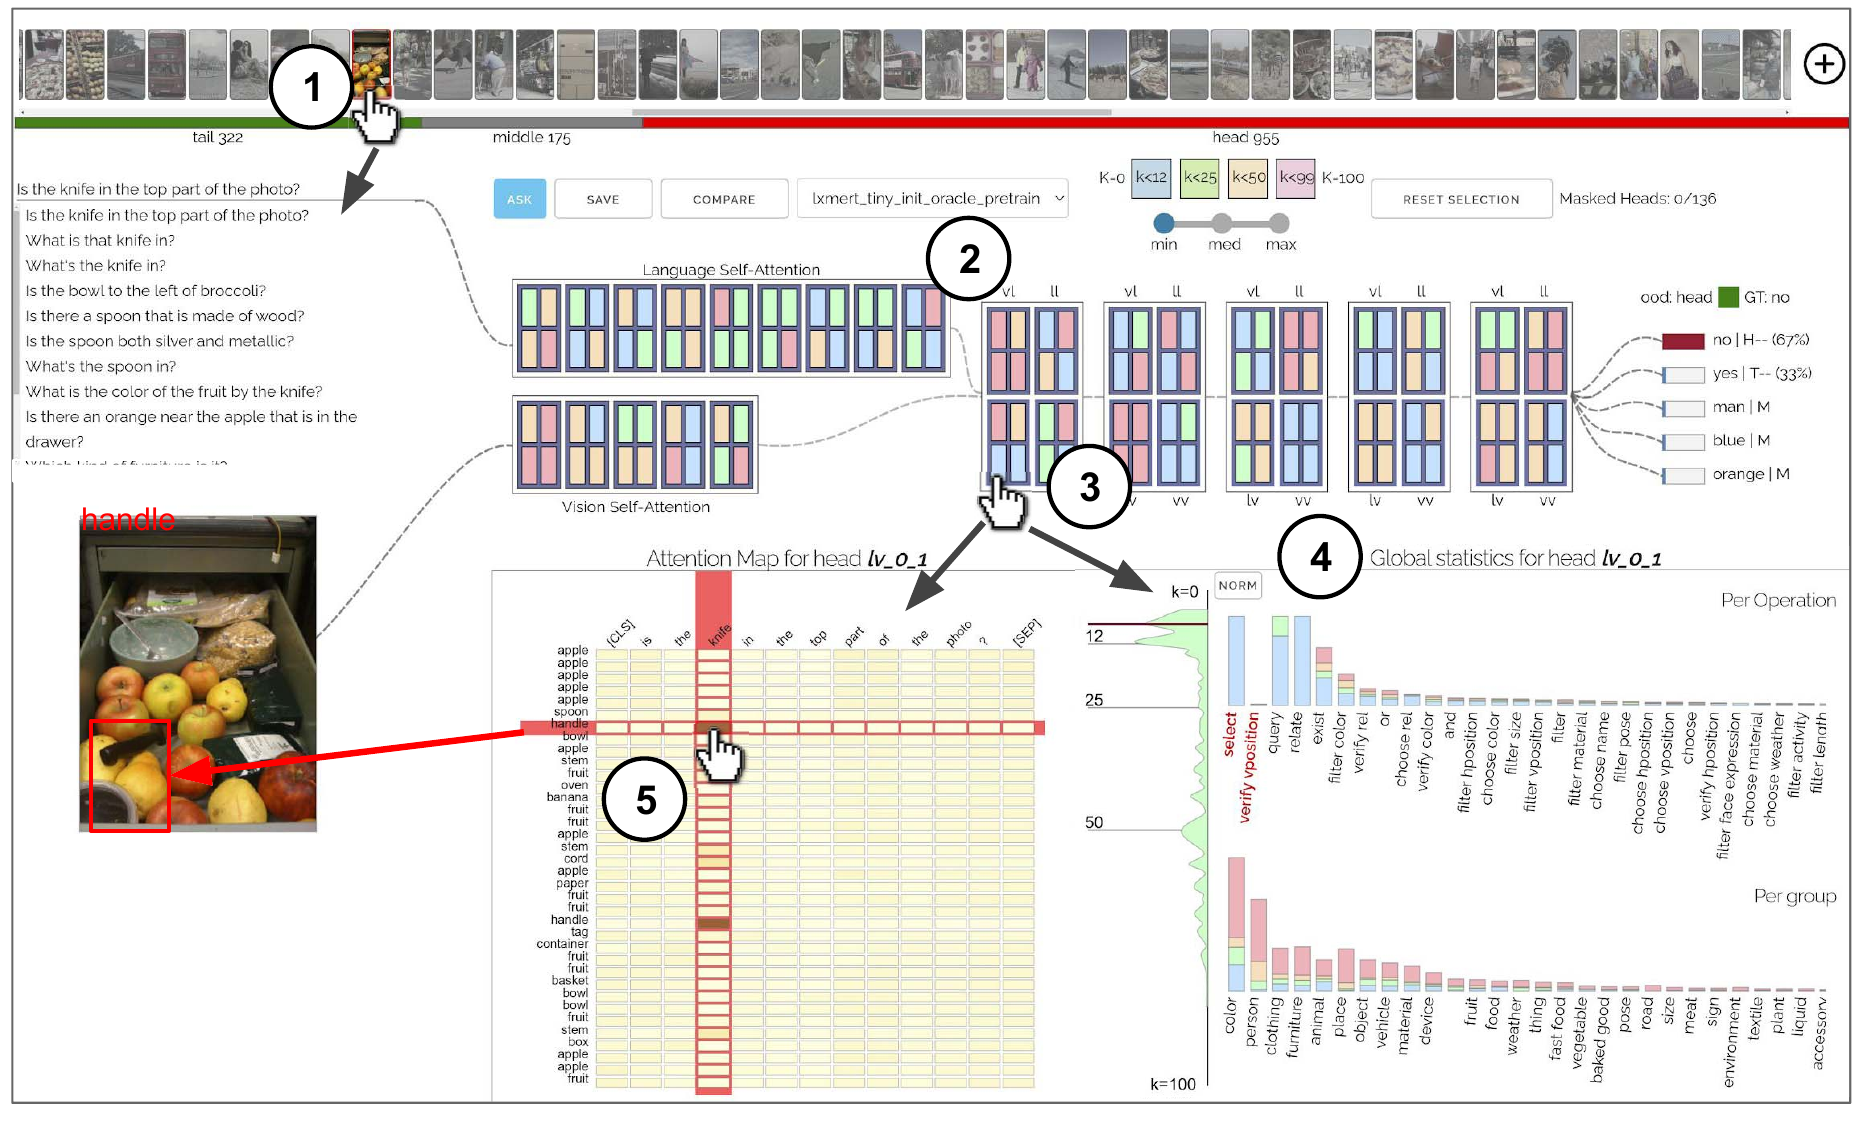 1
+
tail 322
middle 175
head 955
Is the knife in the top part of the photo?
Is the knife in the top part of the photo?
What is that knife in?
What's the knife in?
Is the bowl to the left of broccoli?
Is there a spoon that is made of wood?
Is the spoon both silver and metallic?
What's the spoon in?
What is the color of the fruit by the knife?
Is there an orange near the apple that is in the
drawer?
Which kind of furniture is it?
ASK
SAVE
COMPARE
lxmert_tiny_init_oracle_pretrain
K-0 k<12 k<25 k<50 k<99 K-100
min med max
RESET SELECTION
Masked Heads: 0/136
2
Language Self-Attention
Vision Self-Attention
vl ll vl ll vl ll vl ll vl ll
3
vv lv vv lv vv lv vv
ood: head GT: no
no | H-- (67%)
yes | T-- (33%)
man | M
blue | M
orange | M
handle
Attention Map for head lv_0_1
[CLS] is the knife in the top part of the photo ? [SEP]
apple
apple
apple
apple
apple
spoon
handle
bowl
apple
stem
fruit
oven
banana
fruit
fruit
apple
stem
cord
apple
paper
fruit
fruit
handle
tag
container
fruit
fruit
basket
bowl
bowl
fruit
stem
box
apple
apple
fruit
5
4
Global statistics for head lv_0_1
k=0
12
25
50
k=100
NORM
Per Operation
select
verify vposition
query
relate
exist
filter color
verify rel
or
choose rel
verify color
and
filter hposition
choose color
filter size
filter vposition
filter
filter material
choose name
filter pose
choose hposition
choose vposition
choose
verify hposition
filter face expression
choose material
choose weather
filter activity
filter length
Per group
color
person
clothing
furniture
animal
place
object
vehicle
material
device
fruit
food
weather
thing
fast food
vegetable
baked good
pose
road
size
meat
sign
environment
textile
plant
liquid
accessory